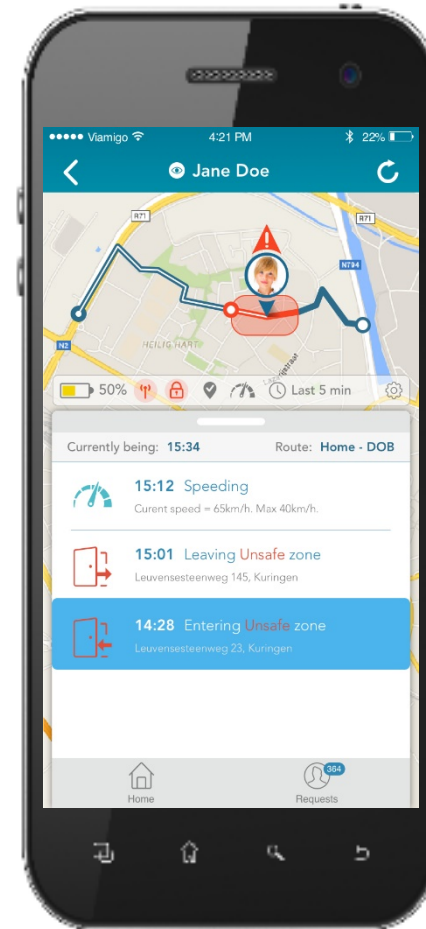 Viamigo 4:21 PM 22%
Jane Doe
R71
R71
N794
HEILIG HART
N2
50% Last 5 min
Currently being: 15:34 Route: Home - DOB
15:12 Speeding
Curent speed = 65km/h. Max 40km/h.
15:01 Leaving Unsafe zone
Leuvensesteenweg 145, Kuringen
14:28 Entering Unsafe zone
Leuvensesteenweg 23, Kuringen
364
Home Requests